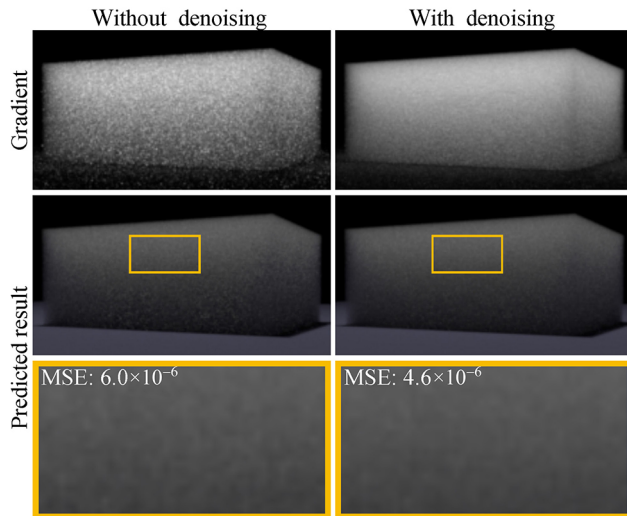 Without denoising
With denoising
Gradient
Predicted result
MSE: 6.0×10⁻⁶
MSE: 4.6×10⁻⁶